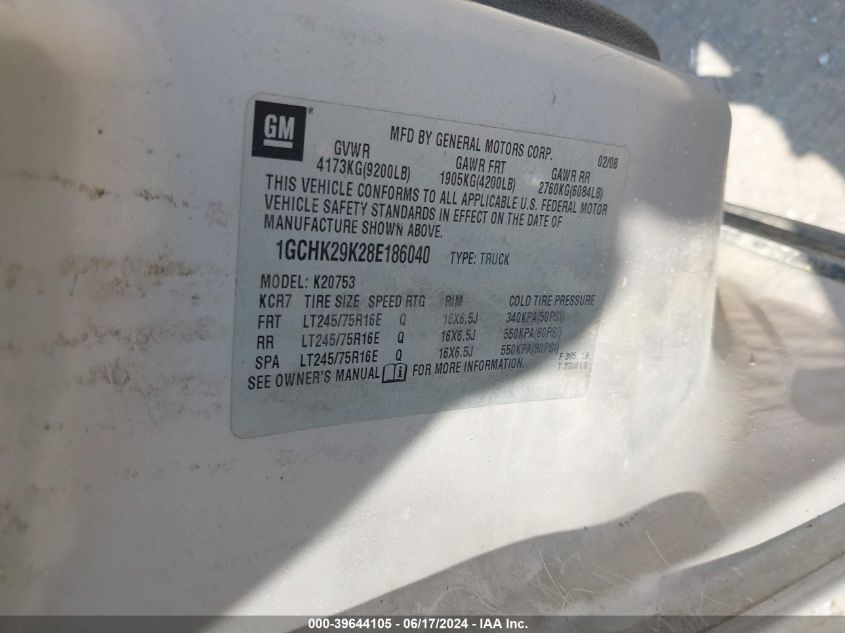 GM ®
MFD BY GENERAL MOTORS CORP. 02/08
GVWR GAWR FRT GAWR RR
4173KG(9200LB) 1905KG(4200LB) 2760KG(6084LB)
THIS VEHICLE CONFORMS TO ALL APPLICABLE U.S. FEDERAL MOTOR
VEHICLE SAFETY STANDARDS IN EFFECT ON THE DATE OF
MANUFACTURE SHOWN ABOVE.
1GCHK29K28E186040 TYPE: TRUCK
MODEL: K20753
KCR7 TIRE SIZE SPEED RTG RIM COLD TIRE PRESSURE
FRT LT245/75R16E Q 16X6.5J 340KPA(50PSI)
RR LT245/75R16E Q 16X6.5J 550KPA(80PSI)
SPA LT245/75R16E Q 16X6.5J 550KPA(80PSI)
SEE OWNER'S MANUAL FOR MORE INFORMATION.
000-39644105 - 06/17/2024 - IAA Inc.